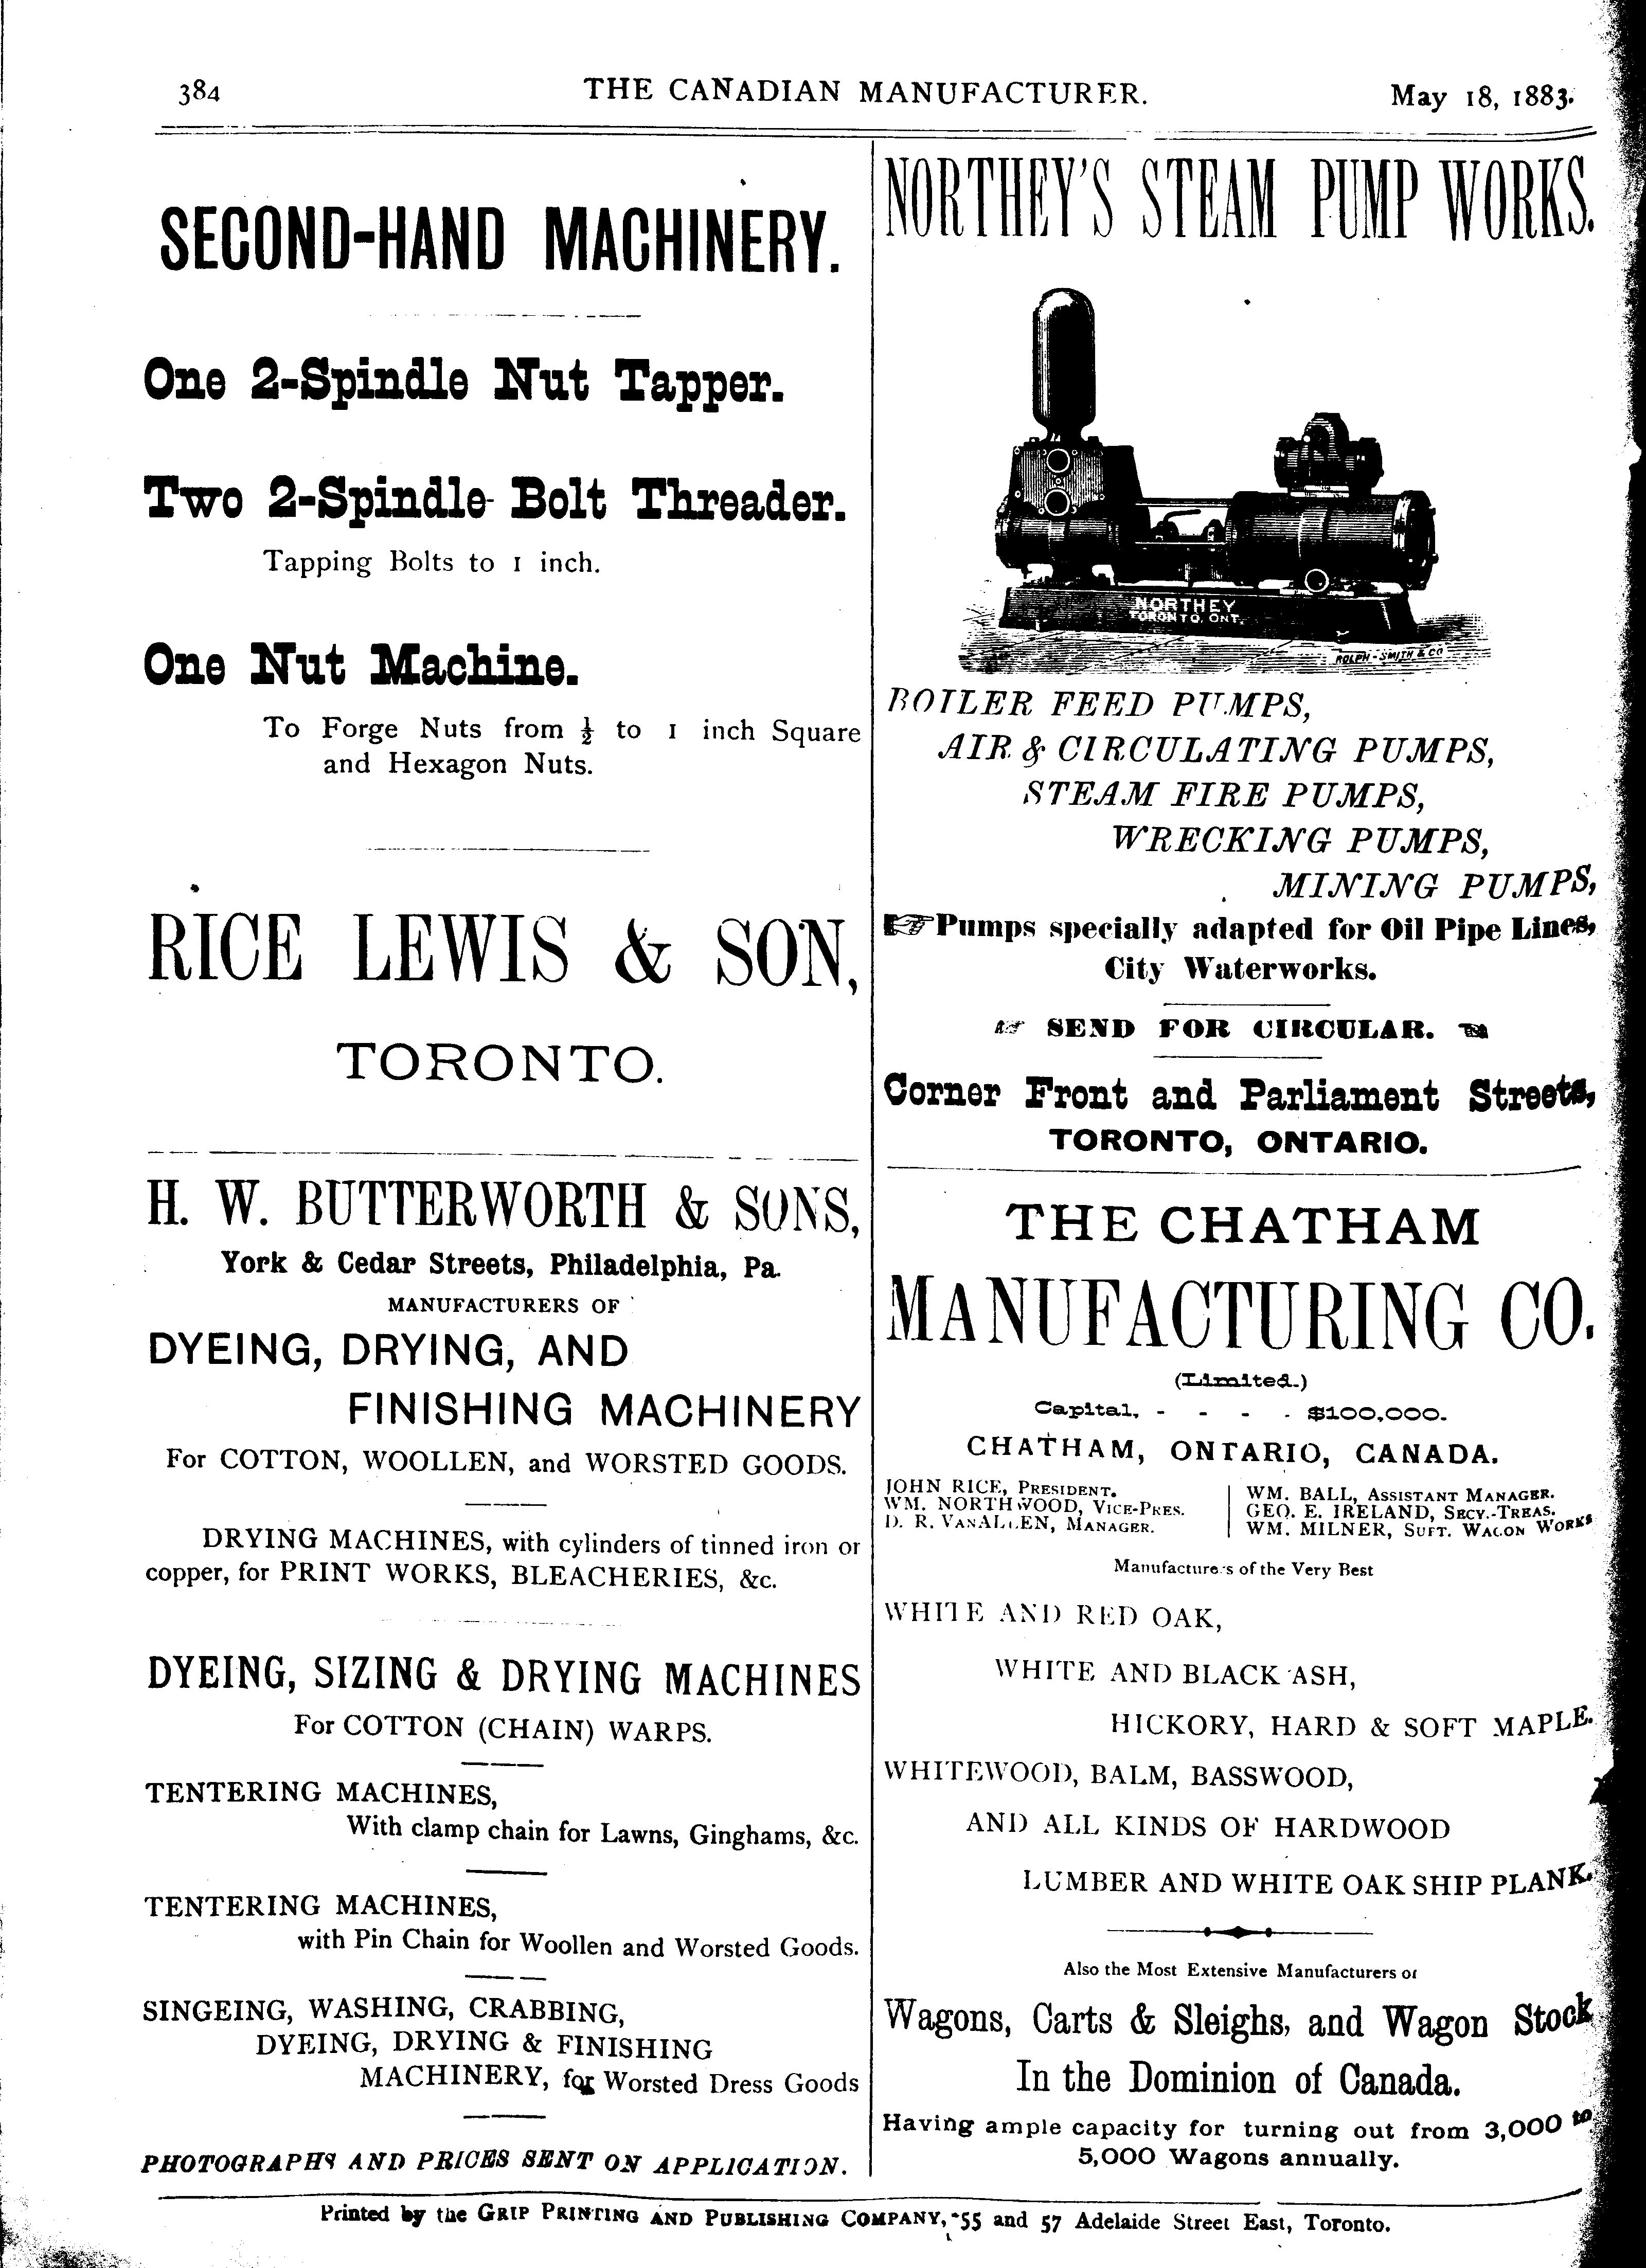 384
THE CANADIAN MANUFACTURER.
May 18, 1883.
SECOND-HAND MACHINERY.
One 2-Spindle Nut Tapper.
Two 2-Spindle Bolt Threader.
Tapping Bolts to 1 inch.
One Nut Machine.
To Forge Nuts from ½ to 1 inch Square
and Hexagon Nuts.
RICE LEWIS & SON,
TORONTO.
H. W. BUTTERWORTH & SONS,
York & Cedar Streets, Philadelphia, Pa.
MANUFACTURERS OF
DYEING, DRYING, AND
FINISHING MACHINERY
For COTTON, WOOLLEN, and WORSTED GOODS.
DRYING MACHINES, with cylinders of tinned iron or
copper, for PRINT WORKS, BLEACHERIES, &c.
DYEING, SIZING & DRYING MACHINES
For COTTON (CHAIN) WARPS.
TENTERING MACHINES,
With clamp chain for Lawns, Ginghams, &c.
TENTERING MACHINES,
with Pin Chain for Woollen and Worsted Goods.
SINGEING, WASHING, CRABBING,
DYEING, DRYING & FINISHING
MACHINERY, for Worsted Dress Goods
PHOTOGRAPHS AND PRICES SENT ON APPLICATION.
NORTHEY'S STEAM PUMP WORKS.
NORTHEY
TORONTO, ONT.
ROLPH-SMITH & CO
BOILER FEED PUMPS,
AIR & CIRCULATING PUMPS,
STEAM FIRE PUMPS,
WRECKING PUMPS,
MINING PUMPS,
☞Pumps specially adapted for Oil Pipe Lines,
City Waterworks.
☞ SEND FOR CIRCULAR. ☜
Corner Front and Parliament Streets,
TORONTO, ONTARIO.
THE CHATHAM
MANUFACTURING CO.
(Limited.)
Capital, - - - - $100,000.
CHATHAM, ONTARIO, CANADA.
JOHN RICE, PRESIDENT.
WM. NORTHWOOD, VICE-PRES.
D. R. VANALLEN, MANAGER.
WM. BALL, ASSISTANT MANAGER.
GEO. E. IRELAND, SECY.-TREAS.
WM. MILNER, SUPT. WAGON WORKS
Manufacturers of the Very Best
WHITE AND RED OAK,
WHITE AND BLACK ASH,
HICKORY, HARD & SOFT MAPLE.
WHITEWOOD, BALM, BASSWOOD,
AND ALL KINDS OF HARDWOOD
LUMBER AND WHITE OAK SHIP PLANK.
Also the Most Extensive Manufacturers of
Wagons, Carts & Sleighs, and Wagon Stock
In the Dominion of Canada.
Having ample capacity for turning out from 3,000 to
5,000 Wagons annually.
Printed by the GRIP PRINTING AND PUBLISHING COMPANY, 55 and 57 Adelaide Street East, Toronto.